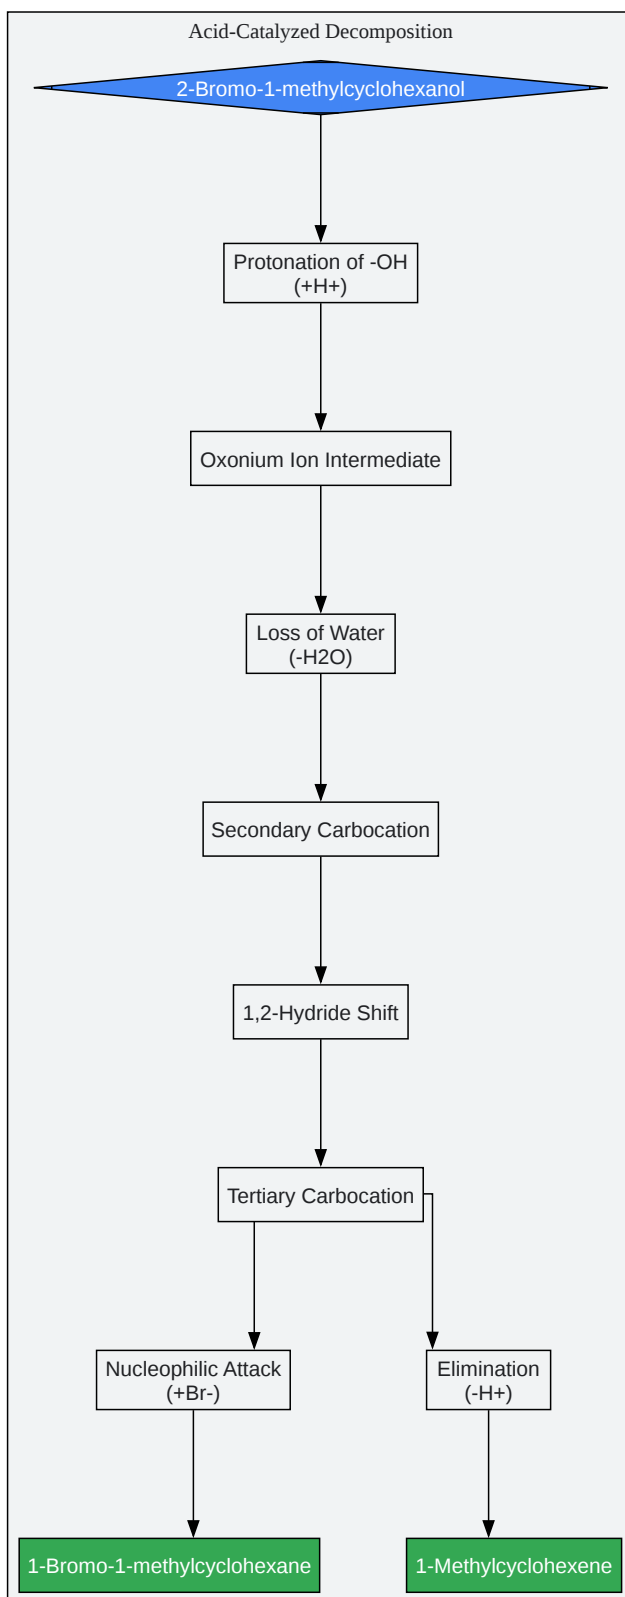 Acid-Catalyzed Decomposition
2-Bromo-1-methylcyclohexanol
Protonation of -OH
(+H+)
Oxonium Ion Intermediate
Loss of Water
(-H2O)
Secondary Carbocation
1,2-Hydride Shift
Tertiary Carbocation
Nucleophilic Attack
(+Br-)
Elimination
(-H+)
1-Bromo-1-methylcyclohexane
1-Methylcyclohexene